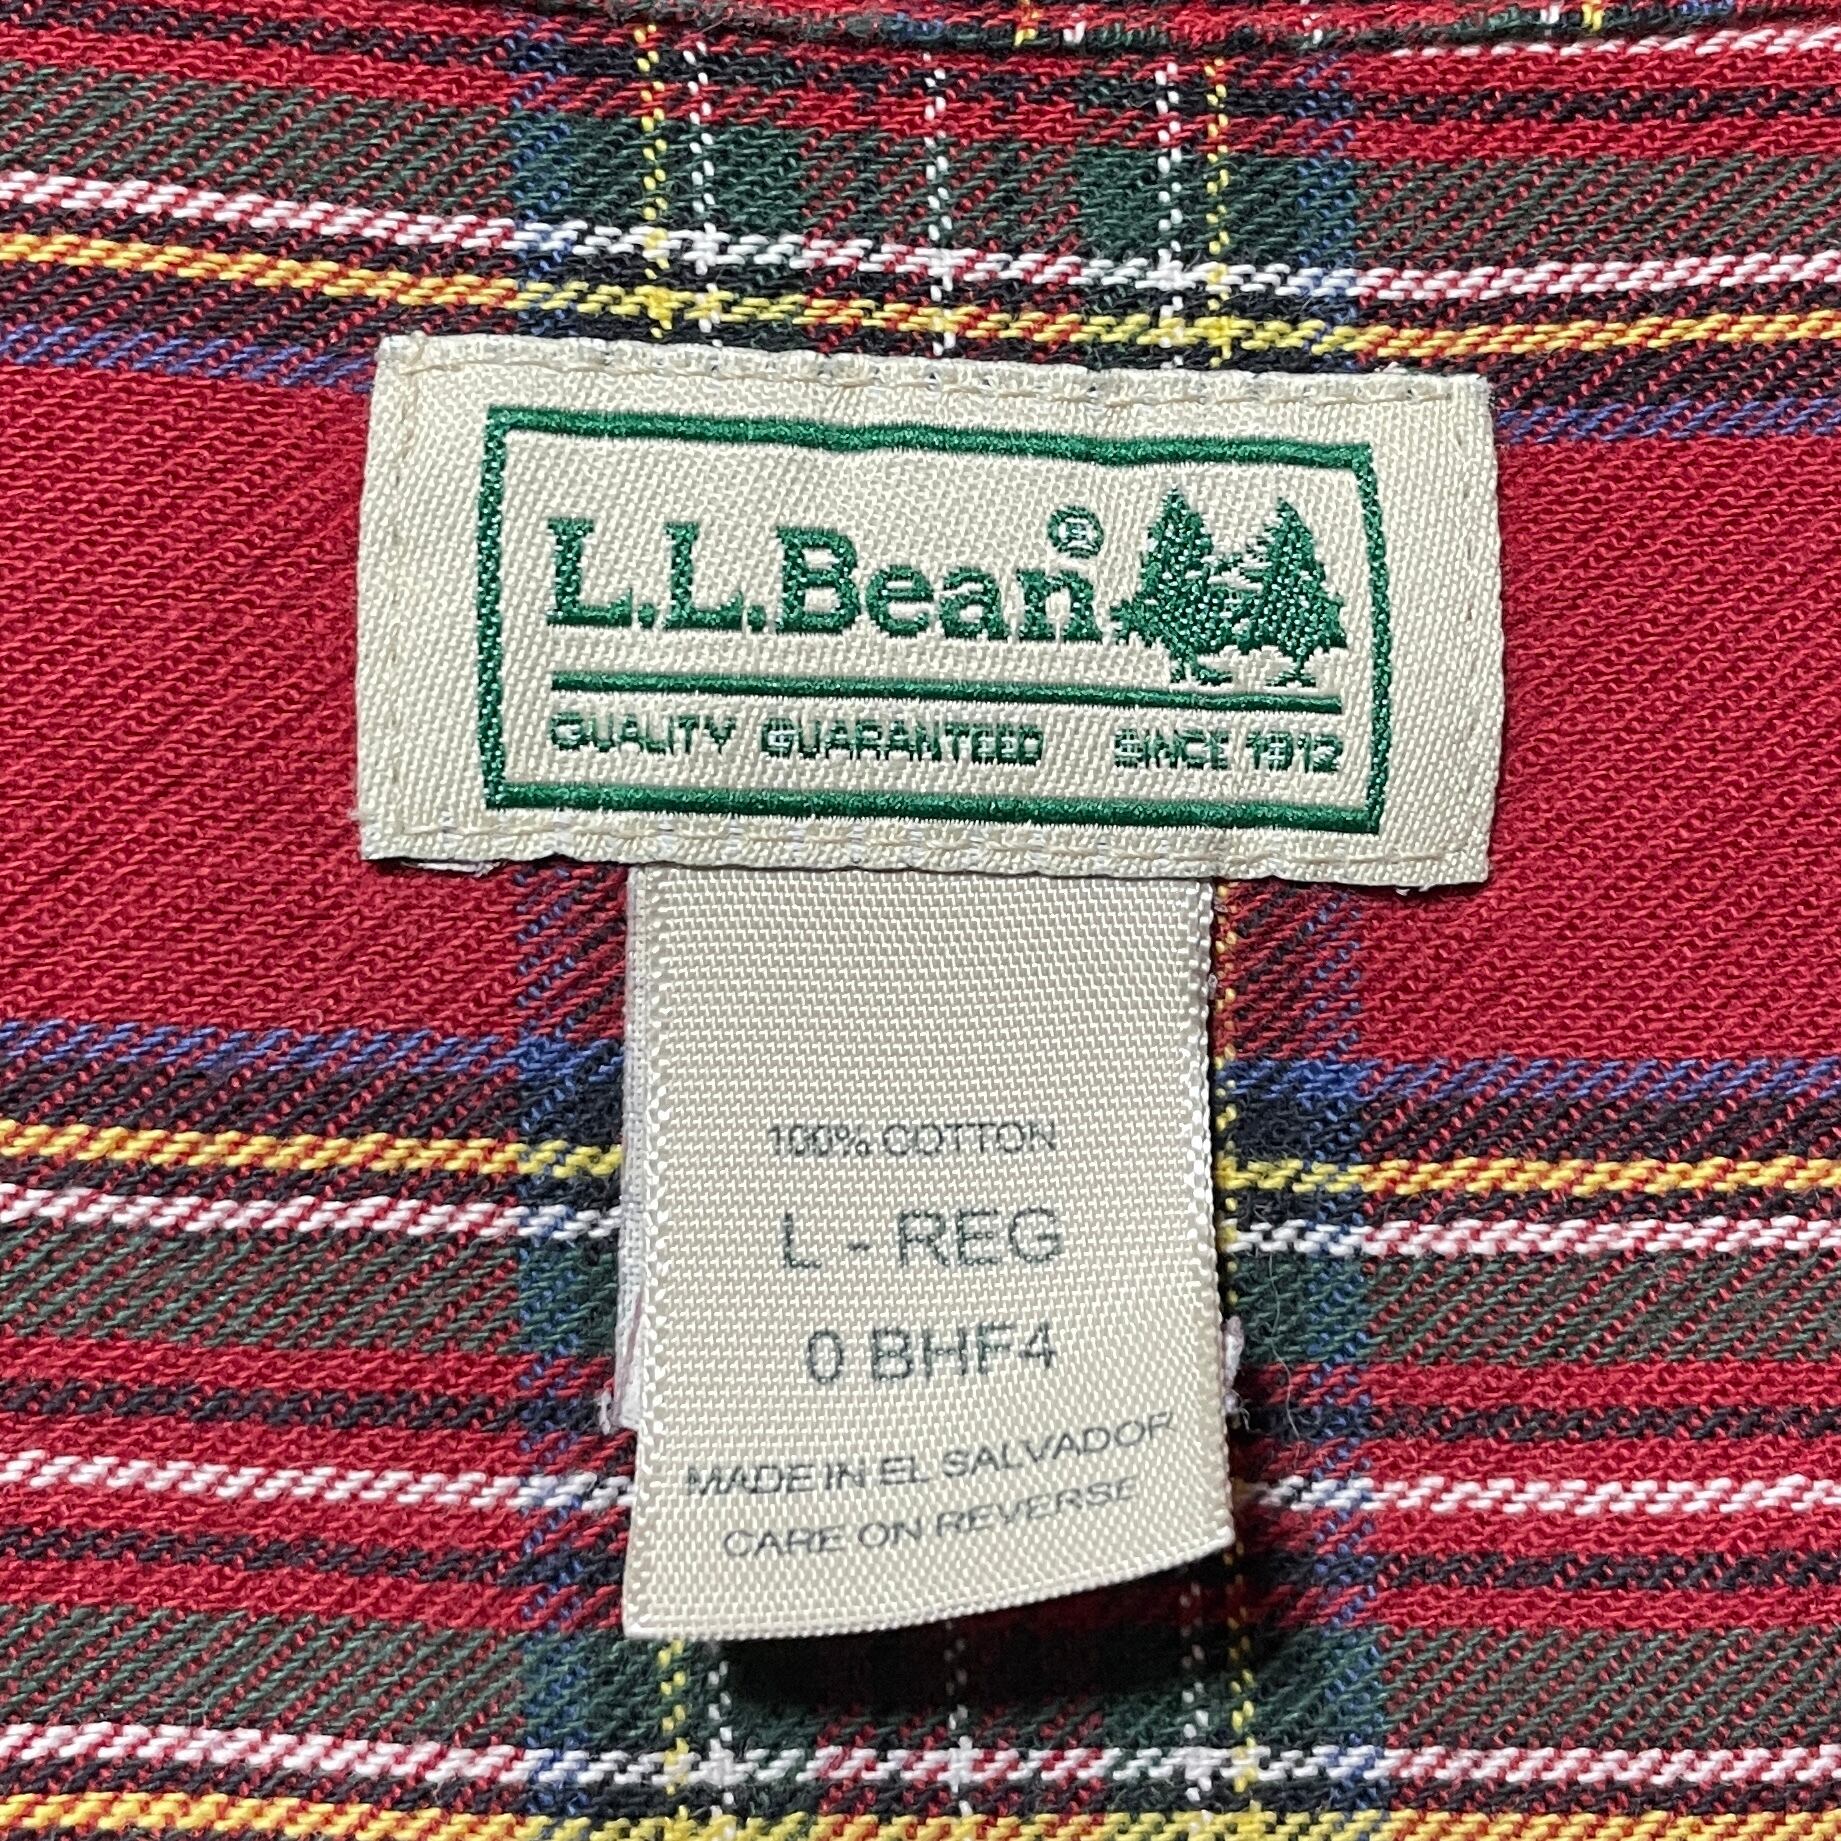 L.L.Bean®
QUALITY GUARANTEED SINCE 1912
100% COTTON
L - REG
0 BHF4
MADE IN EL SALVADOR
CARE ON REVERSE